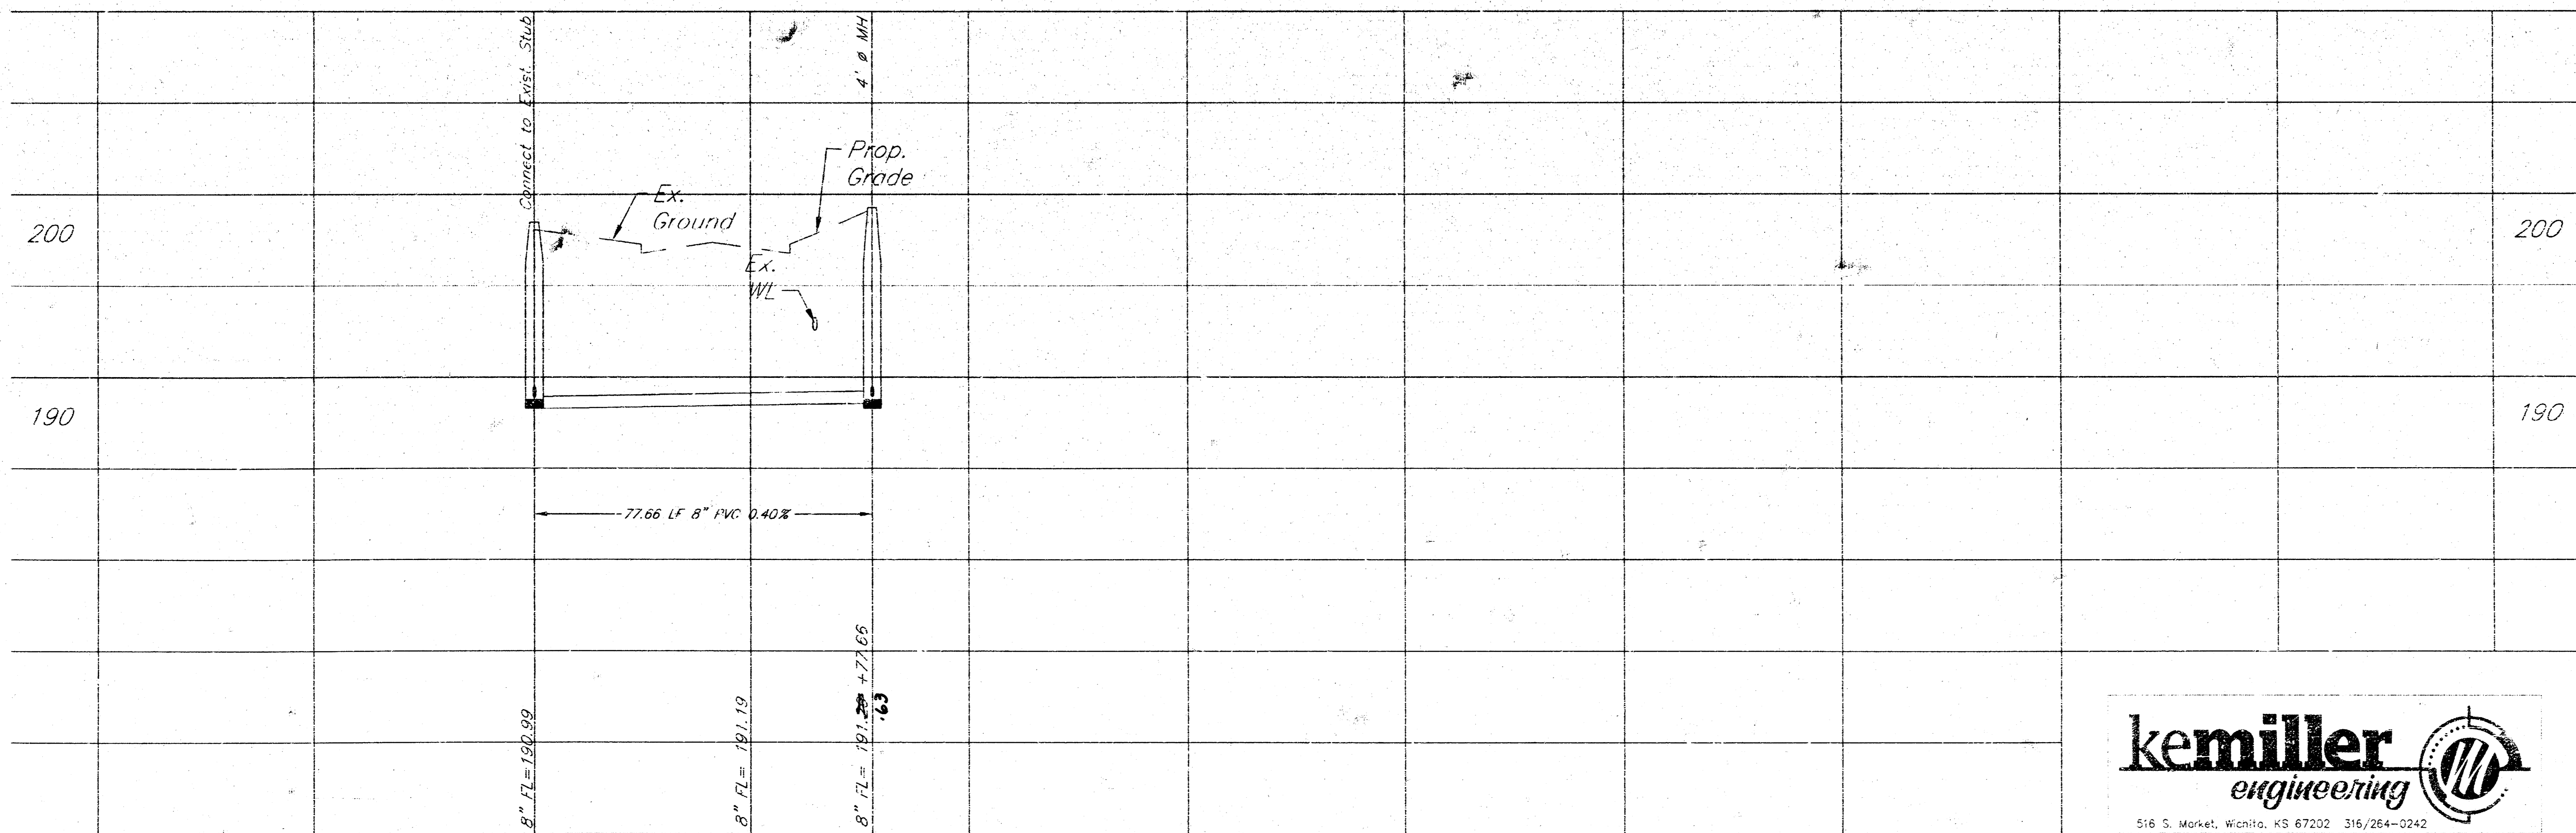 Connect to Exist. Stub
4' ø MH
Prop.
Grade
Ex.
Ground
200
200
Ex.
WL
190
190
77.66 LF 8" PVC 0.40%
8" FL=190.99
8" FL= 191.19
8" FL= 191. +77.66
.63
kemiller
engineering
516 S. Market, Wichita, KS 67202 316/264-0242